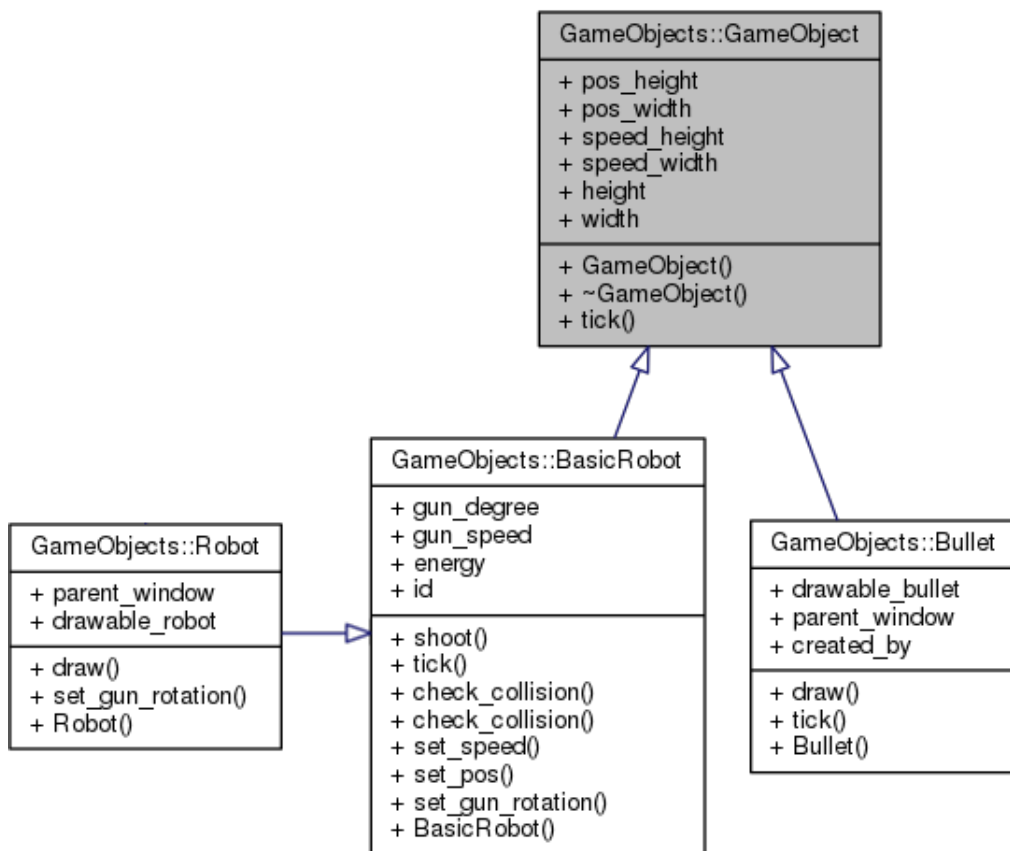 GameObjects::GameObject
+ pos_height
+ pos_width
+ speed_height
+ speed_width
+ height
+ width
+ GameObject()
+ ~GameObject()
+ tick()
GameObjects::BasicRobot
+ gun_degree
+ gun_speed
+ energy
+ id
+ shoot()
+ tick()
+ check_collision()
+ check_collision()
+ set_speed()
+ set_pos()
+ set_gun_rotation()
+ BasicRobot()
GameObjects::Robot
+ parent_window
+ drawable_robot
+ draw()
+ set_gun_rotation()
+ Robot()
GameObjects::Bullet
+ drawable_bullet
+ parent_window
+ created_by
+ draw()
+ tick()
+ Bullet()